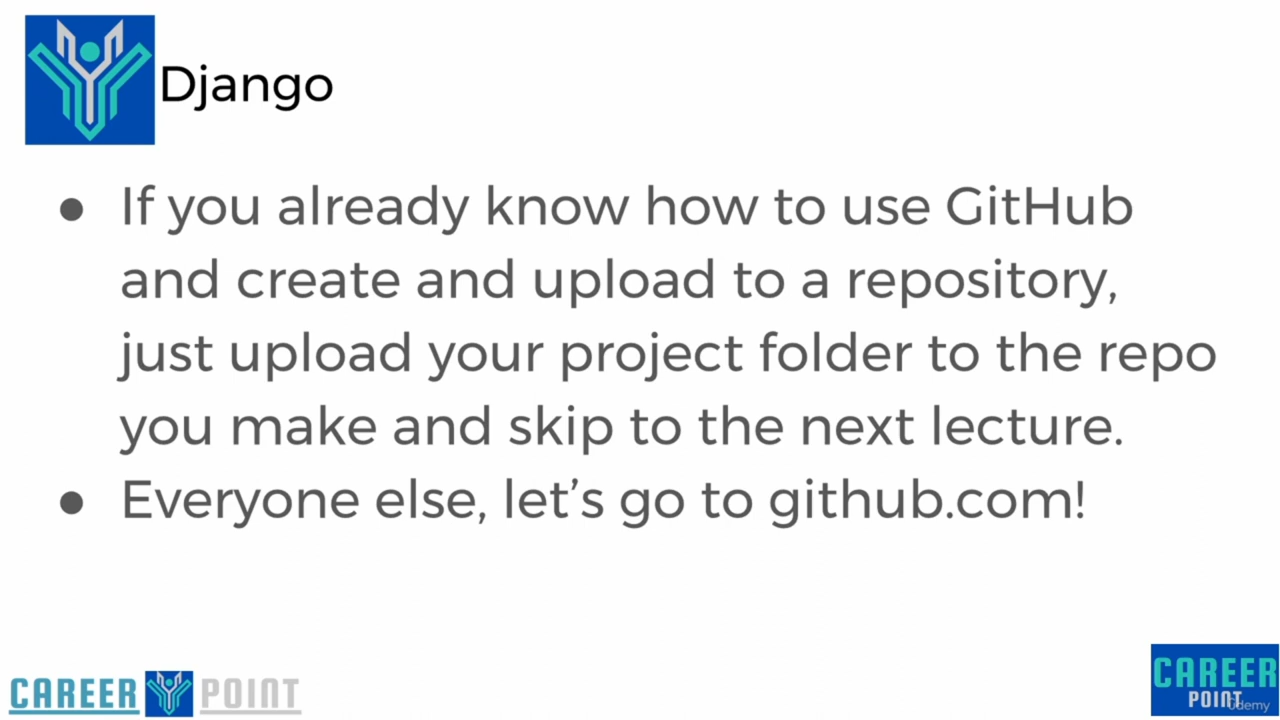 Django
● If you already know how to use GitHub
and create and upload to a repository,
just upload your project folder to the repo
you make and skip to the next lecture.
● Everyone else, let’s go to github.com!
CAREER POINT
CAREER
POINT
Udemy